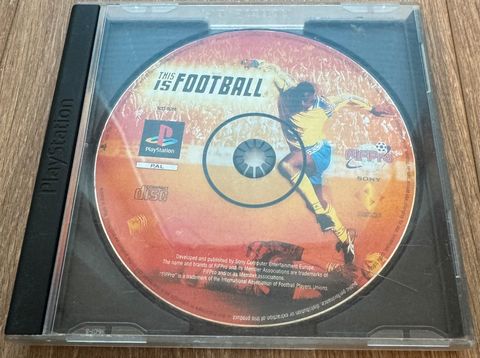 PlayStation
THIS
IS FOOTBALL
PlayStation
PAL
FIFPro
SONY
COMPACT
disc
Developed and published by Sony Computer Entertainment Europe.
The name and brands of FIFPro and its Member Associations are trademarks of
FIFPro and its Member Associations.
"FIFPro" is a trademark of the International Association of Football Players Unions.